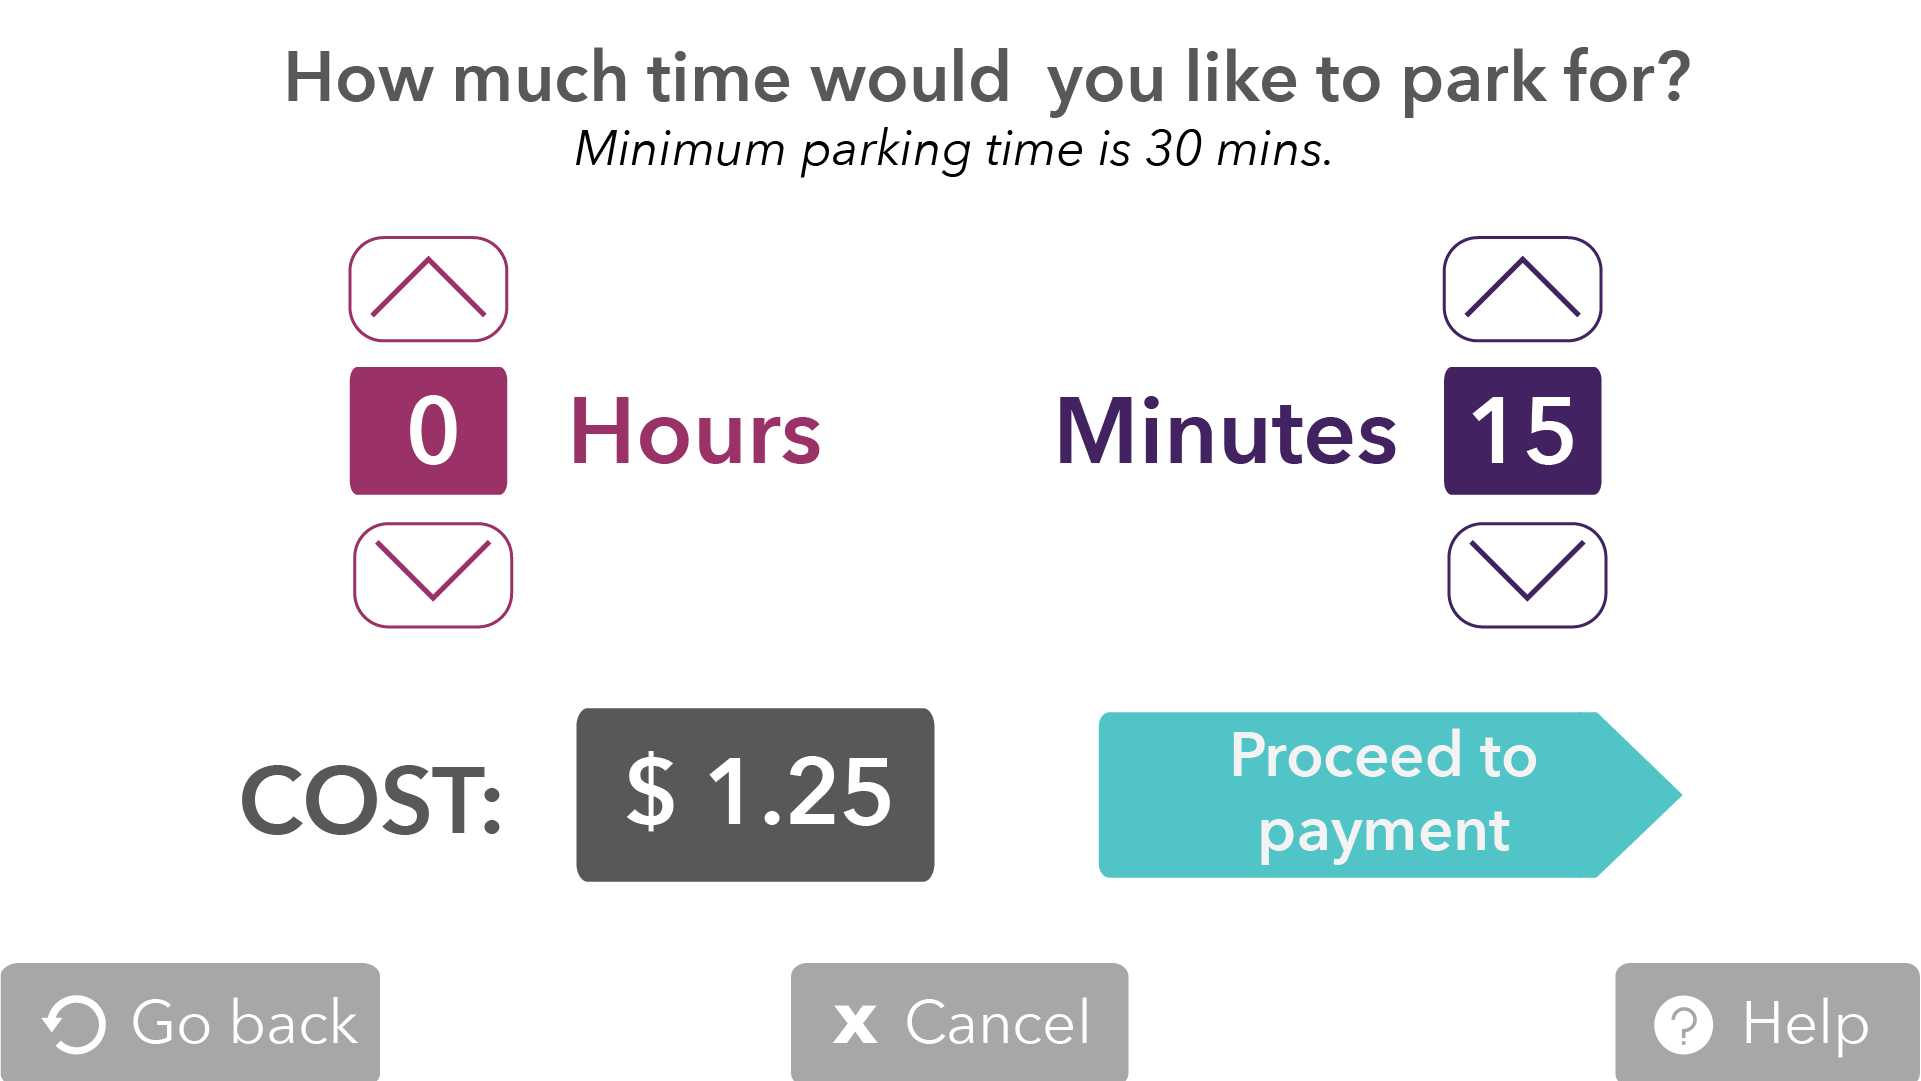 How much time would  you like to park for?
Minimum parking time is 30 mins.
0 Hours Minutes 15
COST: $ 1.25 Proceed to
payment
Go back x Cancel ? Help